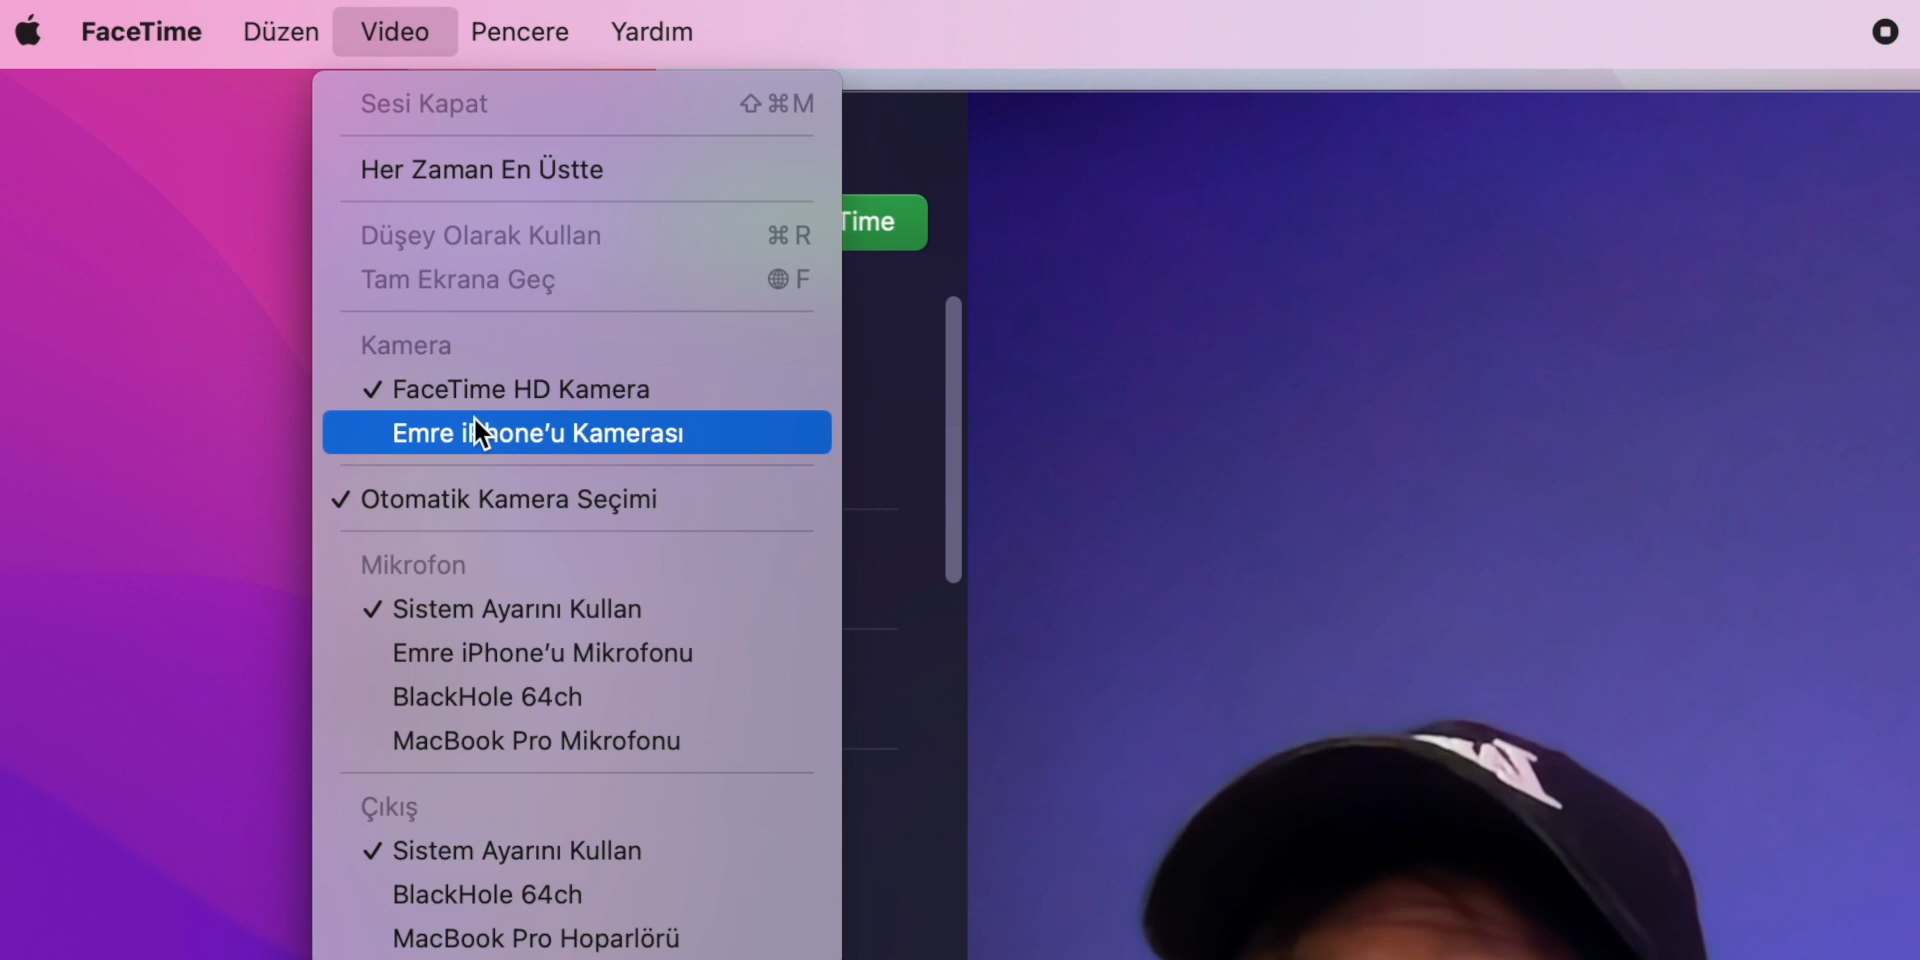 FaceTime Düzen Video Pencere Yardım
Sesi Kapat ⇧⌘M
Her Zaman En Üstte
Time
Düşey Olarak Kullan ⌘R
Tam Ekrana Geç 🌐F
Kamera
✓ FaceTime HD Kamera
Emre iPhone’u Kamerası
✓ Otomatik Kamera Seçimi
Mikrofon
✓ Sistem Ayarını Kullan
Emre iPhone’u Mikrofonu
BlackHole 64ch
MacBook Pro Mikrofonu
Çıkış
✓ Sistem Ayarını Kullan
BlackHole 64ch
MacBook Pro Hoparlörü